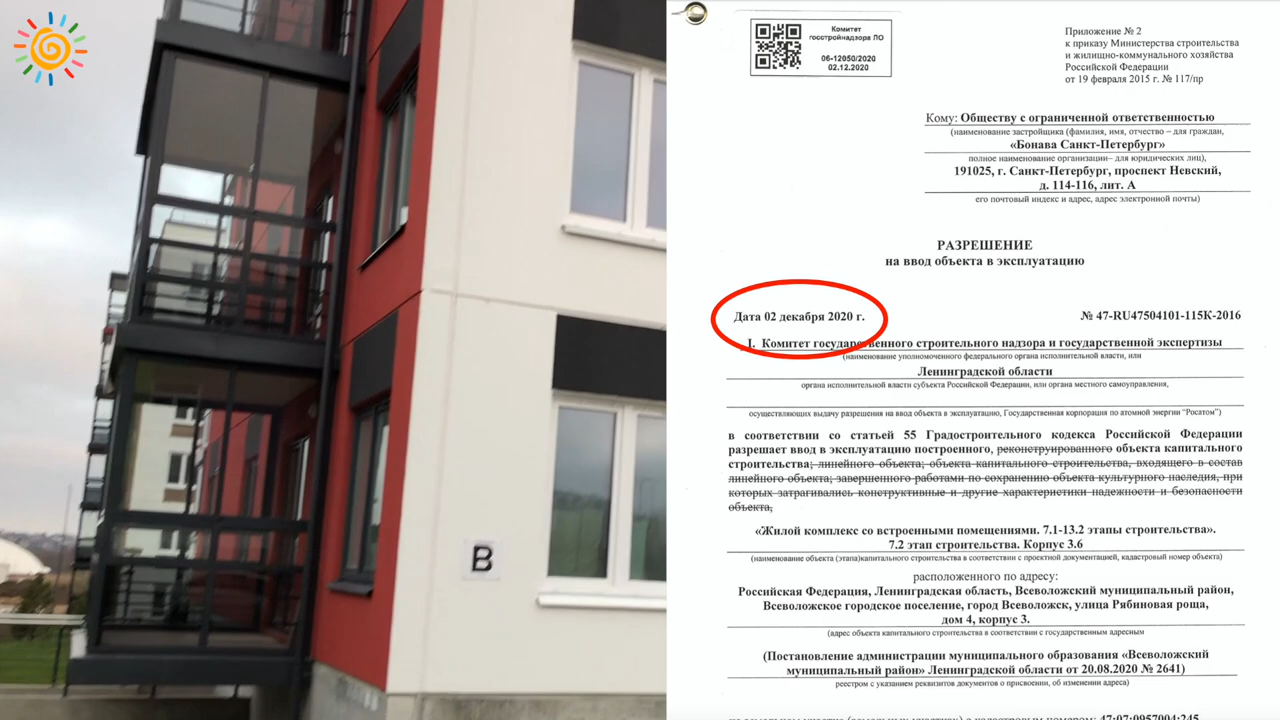 В
Комитет
госстройнадзора ЛО
06-12050/2020
02.12.2020
Приложение № 2
к приказу Министерства строительства
и жилищно-коммунального хозяйства
Российской Федерации
от 19 февраля 2015 г. № 117/пр
Кому: Обществу с ограниченной ответственностью
(наименование застройщика (фамилия, имя, отчество – для граждан,
«Бонава Санкт-Петербург»
полное наименование организации– для юридических лиц),
191025, г. Санкт-Петербург, проспект Невский,
д. 114-116, лит. А
его почтовый индекс и адрес, адрес электронной почты)
РАЗРЕШЕНИЕ
на ввод объекта в эксплуатацию
Дата 02 декабря 2020 г. № 47-RU47504101-115К-2016
I. Комитет государственного строительного надзора и государственной экспертизы
(наименование уполномоченного федерального органа исполнительной власти, или
Ленинградской области
органа исполнительной власти субъекта Российской Федерации, или органа местного самоуправления,
осуществляющих выдачу разрешения на ввод объекта в эксплуатацию, Государственная корпорация по атомной энергии "Росатом")
в соответствии со статьей 55 Градостроительного кодекса Российской Федерации
разрешает ввод в эксплуатацию построенного, реконструированного объекта капитального
строительства; линейного объекта; объекта капитального строительства, входящего в состав
линейного объекта; завершенного работами по сохранению объекта культурного наследия, при
которых затрагивались конструктивные и другие характеристики надежности и безопасности
объекта,
«Жилой комплекс со встроенными помещениями. 7.1-13.2 этапы строительства».
7.2 этап строительства. Корпус 3.6
(наименование объекта (этапа)капитального строительства в соответствии с проектной документацией, кадастровый номер объекта)
расположенного по адресу:
Российская Федерация, Ленинградская область, Всеволожский муниципальный район,
Всеволожское городское поселение, город Всеволожск, улица Рябиновая роща,
дом 4, корпус 3.
(адрес объекта капитального строительства в соответствии с государственным адресным
(Постановление администрации муниципального образования «Всеволожский
муниципальный район» Ленинградской области от 20.08.2020 № 2641)
реестром с указанием реквизитов документов о присвоении, об изменении адреса)
на земельном участке (земельных участках) с кадастровым номером: 47:07:0957004:245